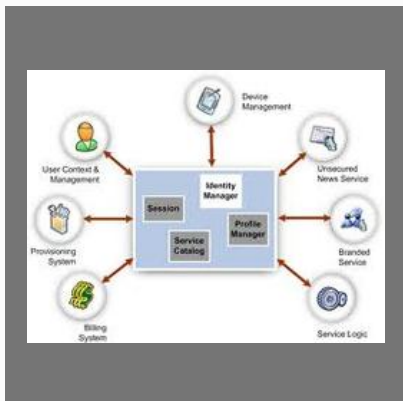 Device
Management
User Context &
Management
Unsecured
News Service
Identity
Manager
Session
Profile
Manager
Service
Catalog
Provisioning
System
Branded
Service
Billing
System
Service Logic